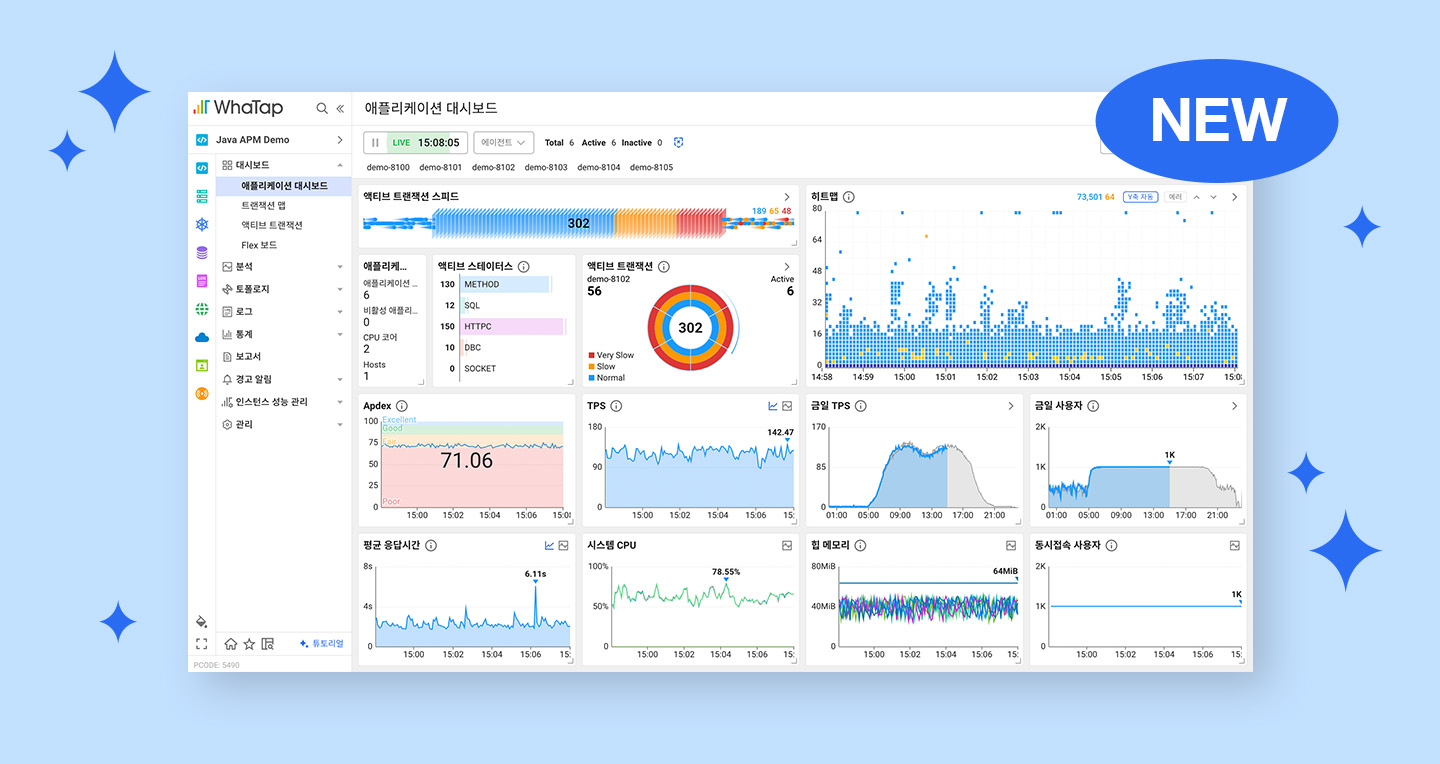 NEW
WhaTap
Java APM Demo
대시보드
애플리케이션 대시보드
트랜잭션 맵
액티브 트랜잭션
Flex 보드
분석
토폴로지
로그
통계
보고서
경고 알림
인스턴스 성능 관리
관리
튜토리얼
PCODE: 5490
애플리케이션 대시보드
LIVE 15:08:05 에이전트 Total 6 Active 6 Inactive 0
demo-8100 demo-8101 demo-8102 demo-8103 demo-8104 demo-8105
액티브 트랜잭션 스피드
189 65 48
302
히트맵 73,501 64 Y축 자동 에러
80
64
48
32
16
0
14:58 14:59 15:00 15:01 15:02 15:03 15:04 15:05 15:06 15:07 15:0
애플리케...
애플리케이션 ...
6
비활성 애플리...
0
CPU 코어
2
Hosts
1
액티브 스테이터스
130 METHOD
12 SQL
150 HTTPC
10 DBC
0 SOCKET
액티브 트랜잭션
demo-8102 Active
56 6
302
Very Slow
Slow
Normal
Apdex
100 Excellent
Good
75 Fair
71.06
50
25
Poor
0
15:00 15:02 15:04 15:06 15:0
TPS
180
142.47
90
0
15:00 15:02 15:04 15:06 15:
금일 TPS
170
85
0
01:00 05:00 09:00 13:00 17:00 21:00
금일 사용자
2K
1K
1K
0
01:00 05:00 09:00 13:00 17:00 21:00
평균 응답시간
8s
6.11s
4s
0
15:00 15:02 15:04 15:06 15:
시스템 CPU
100%
78.55%
50%
0
15:00 15:02 15:04 15:06 15:
힙 메모리
80MiB
64MiB
40MiB
0
15:00 15:02 15:04 15:06 15:
동시접속 사용자
2K
1K
1K
0
15:00 15:02 15:04 15:06 15: